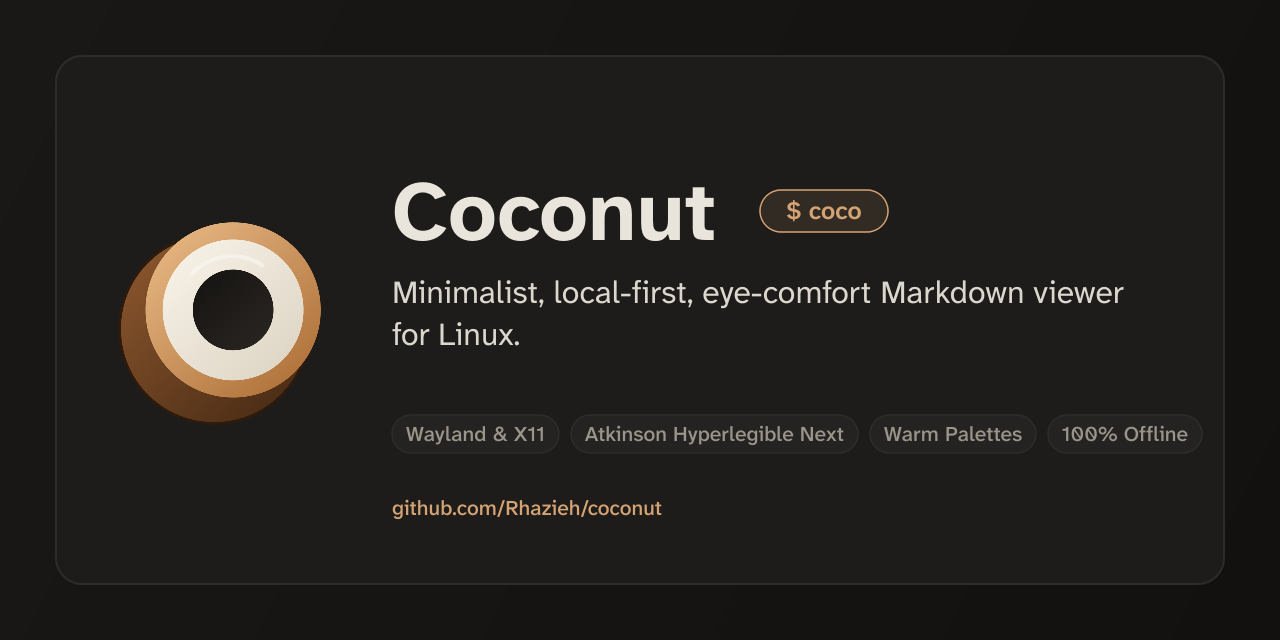 Coconut
$ coco
Minimalist, local-first, eye-comfort Markdown viewer
for Linux.
Wayland & X11
Atkinson Hyperlegible Next
Warm Palettes
100% Offline
github.com/Rhazieh/coconut